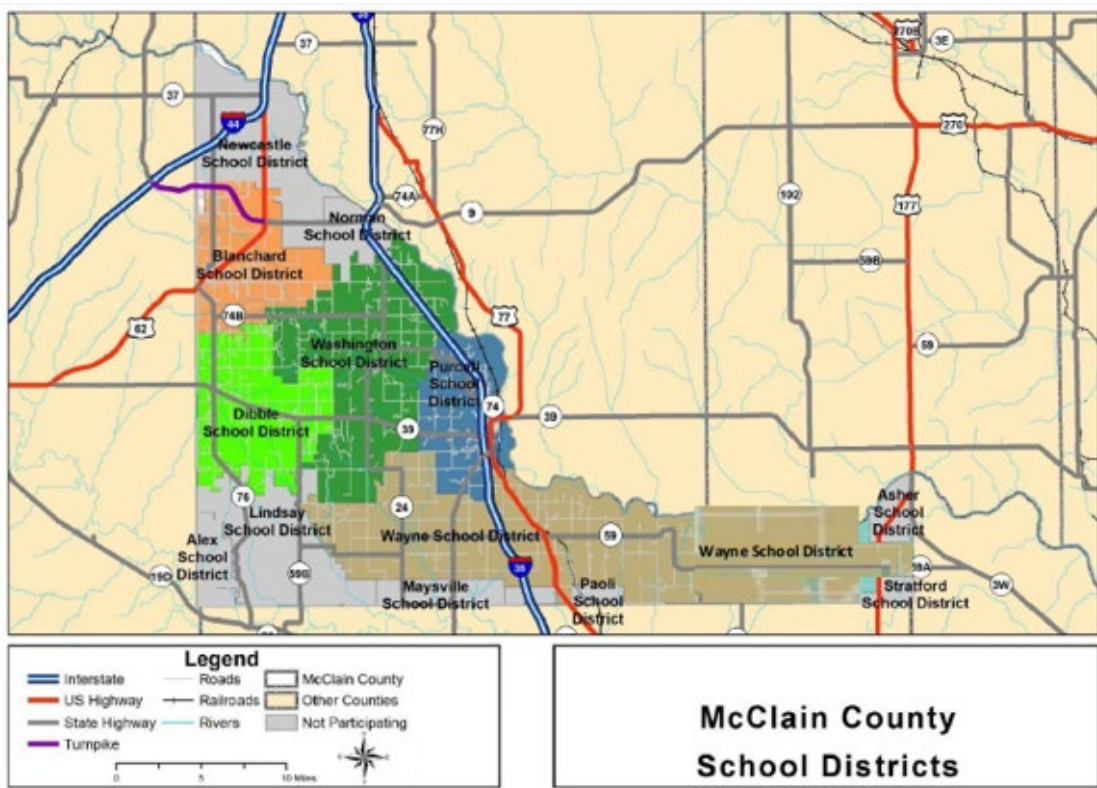 37
37
270B
3E
44
77H
270
Newcastle
School District
74A
192
9
177
Norman
School District
Blanchard
School District
59B
74B
77
62
59
Washington
School District
Purcell
School
District
74
39
Dibble
School District
39
76
24
Asher
School
District
Lindsay
School District
Wayne School District
59
Wayne School District
Alex
School
District
35
59A
19D
59G
3W
Maysville
School District
Paoli
School
District
Stratford
School District
Legend
Interstate
US Highway
State Highway
Turnpike
Roads
Railroads
Rivers
McClain County
Other Counties
Not Participating
0 5 10 Miles
McClain County
School Districts